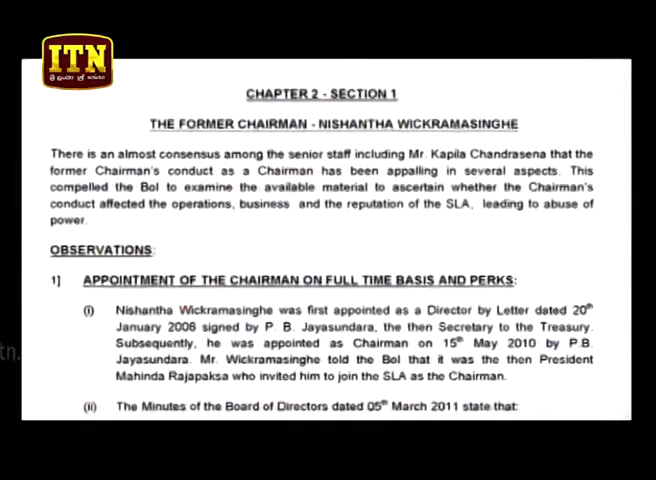 ITN
CHAPTER 2 - SECTION 1
THE FORMER CHAIRMAN - NISHANTHA WICKRAMASINGHE
There is an almost consensus among the senior staff including Mr. Kapila Chandrasena that the
former Chairman's conduct as a Chairman has been appalling in several aspects. This
compelled the BoI to examine the available material to ascertain whether the Chairman's
conduct affected the operations, business and the reputation of the SLA, leading to abuse of
power.
OBSERVATIONS:
1] APPOINTMENT OF THE CHAIRMAN ON FULL TIME BASIS AND PERKS:
(i) Nishantha Wickramasinghe was first appointed as a Director by Letter dated 20th
January 2006 signed by P. B. Jayasundara, the then Secretary to the Treasury.
Subsequently, he was appointed as Chairman on 15th May 2010 by P.B.
Jayasundara. Mr. Wickramasinghe told the BoI that it was the then President
Mahinda Rajapaksa who invited him to join the SLA as the Chairman.
(ii) The Minutes of the Board of Directors dated 05th March 2011 state that: